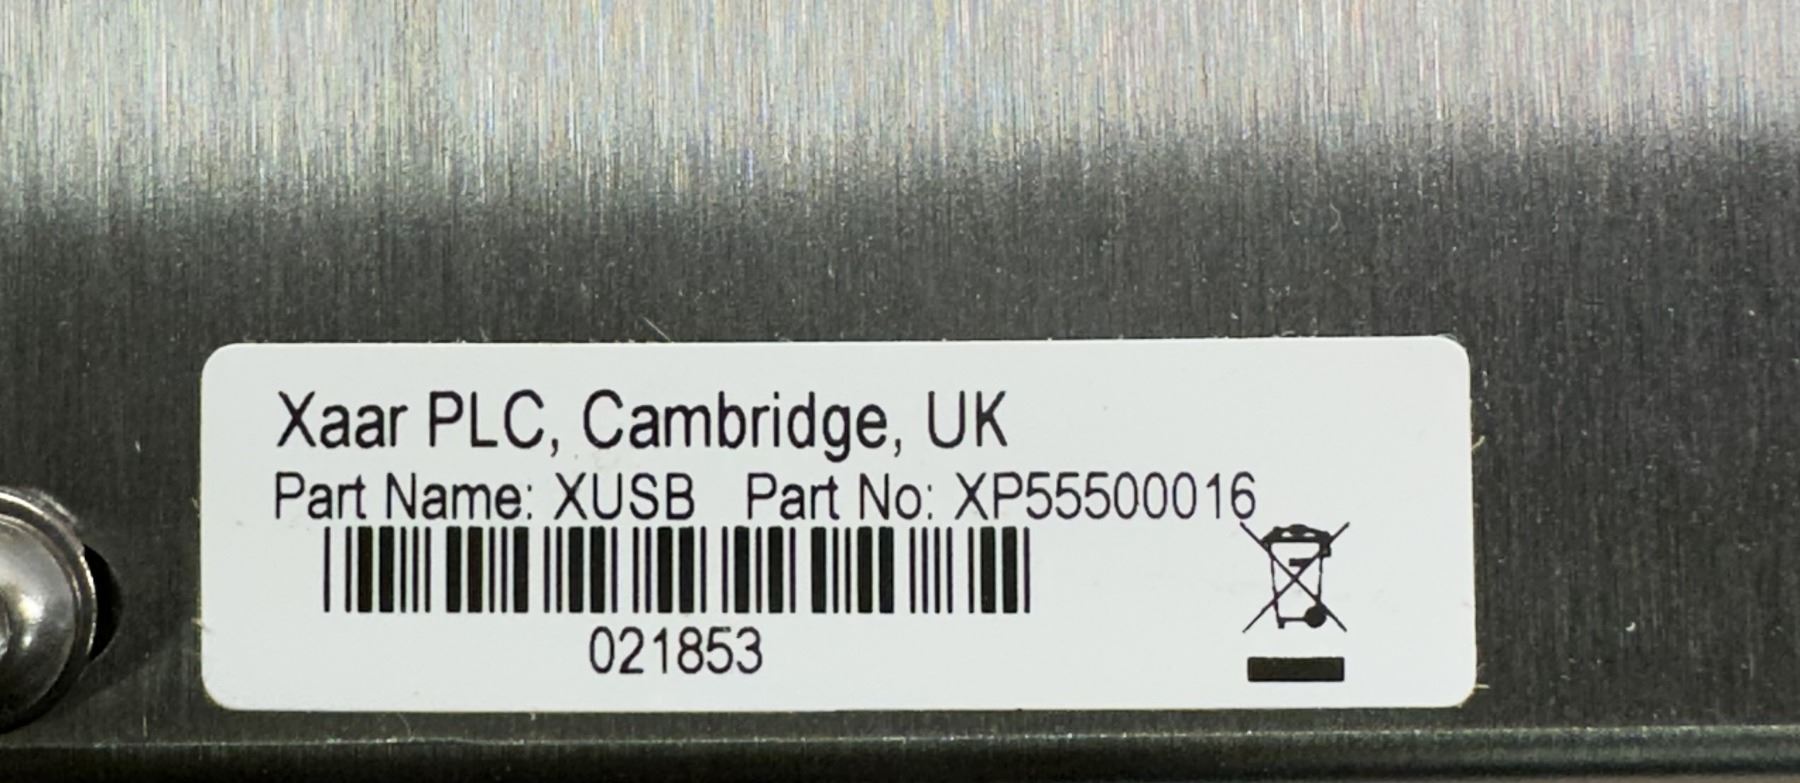 Xaar PLC, Cambridge, UK
Part Name: XUSB Part No: XP55500016
021853